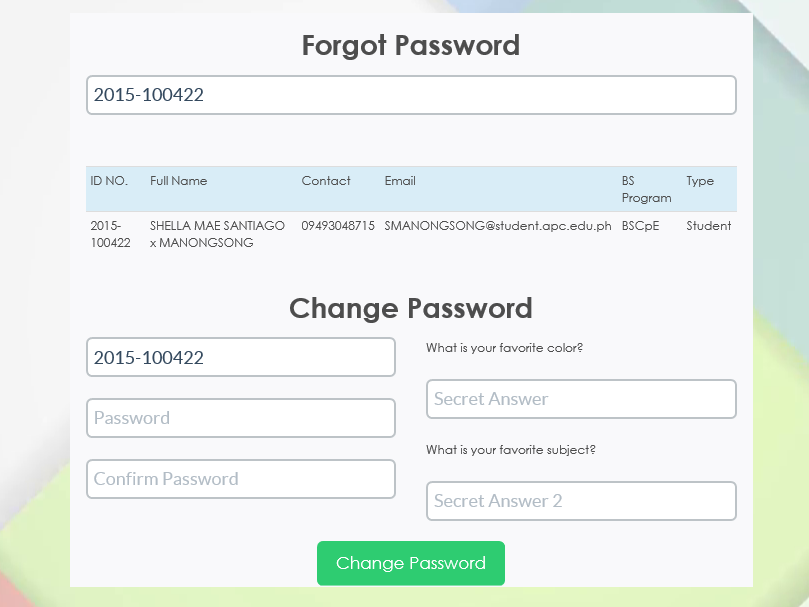 Forgot Password
2015-100422
ID NO. Full Name Contact Email BS Program Type
2015-100422 SHELLA MAE SANTIAGO x MANONGSONG 09493048715 SMANONGSONG@student.apc.edu.ph BSCpE Student
Change Password
2015-100422
What is your favorite color?
Password
Secret Answer
What is your favorite subject?
Confirm Password
Secret Answer 2
Change Password